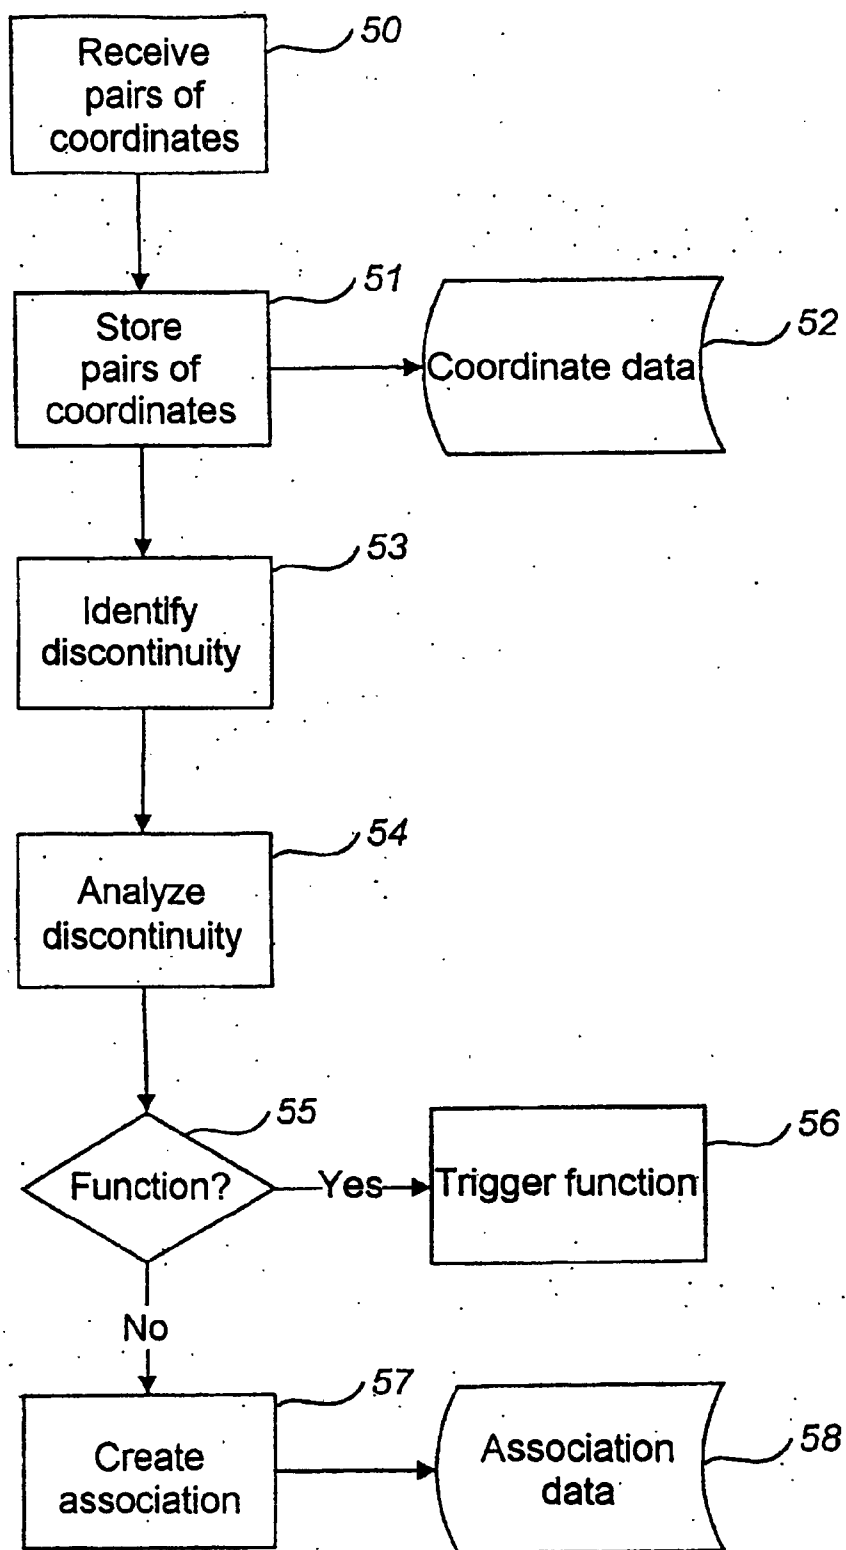 50
Receive
pairs of
coordinates
51
Store
pairs of
coordinates
52
Coordinate data
53
Identify
discontinuity
54
Analyze
discontinuity
55
Function?
Yes
56
Trigger function
No
57
Create
association
58
Association
data